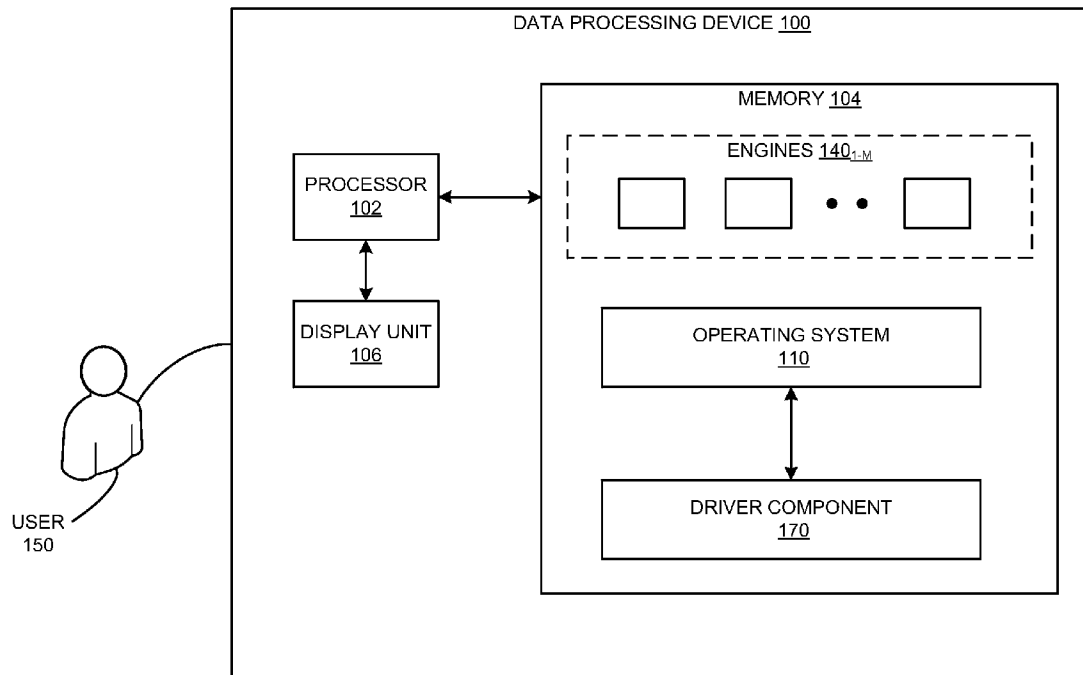 DATA PROCESSING DEVICE 100
MEMORY 104
ENGINES 140 1-M
PROCESSOR
102
DISPLAY UNIT
106
OPERATING SYSTEM
110
DRIVER COMPONENT
170
USER
150